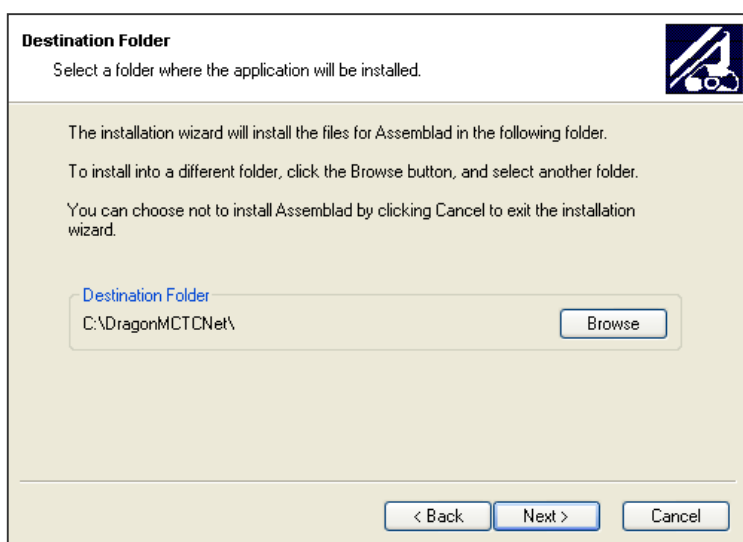 Destination Folder
Select a folder where the application will be installed.
The installation wizard will install the files for Assemblad in the following folder.
To install into a different folder, click the Browse button, and select another folder.
You can choose not to install Assemblad by clicking Cancel to exit the installation
wizard.
Destination Folder
C:\DragonMCTCNet\
Browse
< Back
Next >
Cancel